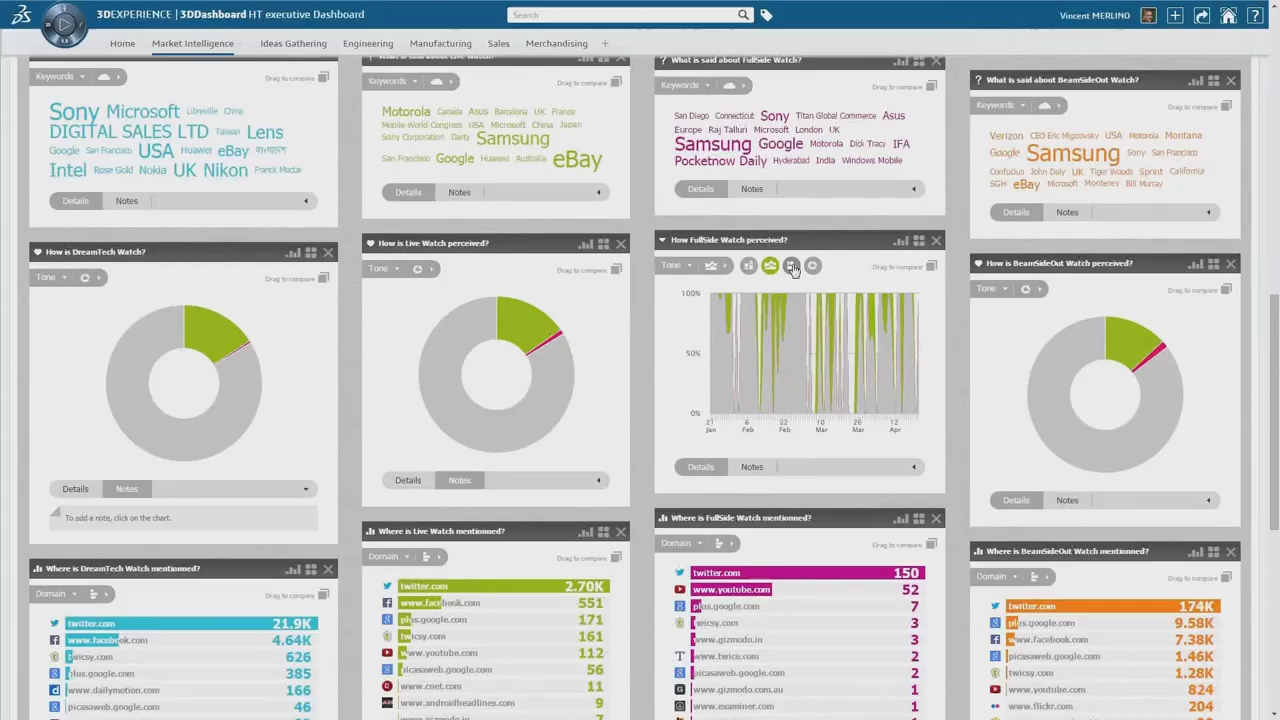 3DEXPERIENCE | 3DDashboard HT executive Dashboard
Search
Vincent MERLINO
Home Market Intelligence Ideas Gathering Engineering Manufacturing Sales Merchandising +
Keywords
Drag to compare
Sony Microsoft Libreville China
DIGITAL SALES LTD Taiwan Lens
Google San Francisco USA Huawei eBay বাংলাদেশ
Intel Rose Gold Nokia UK Nikon Franck Moctar
Details Notes
What is said about Live Watch?
Keywords
Drag to compare
Motorola Canada Asus Barcelona UK France
Mobile World Congress USA Microsoft China Japan
Sony Corporation Darty Samsung
San Francisco Google Huawei Australia eBay
Details Notes
What is said about FullSide Watch?
Keywords
Drag to compare
San Diego Connecticut Sony Titan Global Commerce Asus
Europe Raj Talluri Microsoft London UK
Samsung Google Motorola Dick Tracy IFA
Pocketnow Daily Hyderabad India Windows Mobile
Details Notes
? What is said about BeamSideOut Watch?
Keywords
Drag to compare
Verizon CEO Eric Migicovsky USA Motorola Montana
Google Samsung Sony San Francisco
Confucius John Daly UK Tiger Woods Sprint California
SGH eBay Microsoft Monterey Bill Murray
Details Notes
How is DreamTech Watch?
Tone
Drag to compare
Details Notes
To add a note, click on the chart.
How is Live Watch perceived?
Tone
Drag to compare
Details Notes
How FullSide Watch perceived?
Tone
Drag to compare
100%
50%
0%
21 6 22 10 26 12
Jan Feb Feb Mar Mar Apr
Details Notes
How is BeamSideOut Watch perceived?
Tone
Drag to compare
Details Notes
Where is DreamTech Watch mentionned?
Domain
Drag to compare
twitter.com 21.9K
www.facebook.com 4.64K
twicsy.com 626
plus.google.com 385
www.dailymotion.com 166
picasaweb.google.com 46
Where is Live Watch mentionned?
Domain
Drag to compare
twitter.com 2.70K
www.facebook.com 551
plus.google.com 171
twicsy.com 161
www.youtube.com 112
picasaweb.google.com 56
www.cnet.com 11
www.androidheadlines.com 9
www.gizmodo.in 7
Where is FullSide Watch mentionned?
Domain
Drag to compare
twitter.com 150
www.youtube.com 52
plus.google.com 7
twicsy.com 3
www.gizmodo.in 3
www.twice.com 2
picasaweb.google.com 2
www.gizmodo.com.au 1
www.examiner.com 1
Where is BeamSideOut Watch mentionned?
Domain
Drag to compare
twitter.com 174K
plus.google.com 9.58K
www.facebook.com 7.38K
picasaweb.google.com 1.46K
twicsy.com 1.28K
www.youtube.com 824
www.flickr.com 204